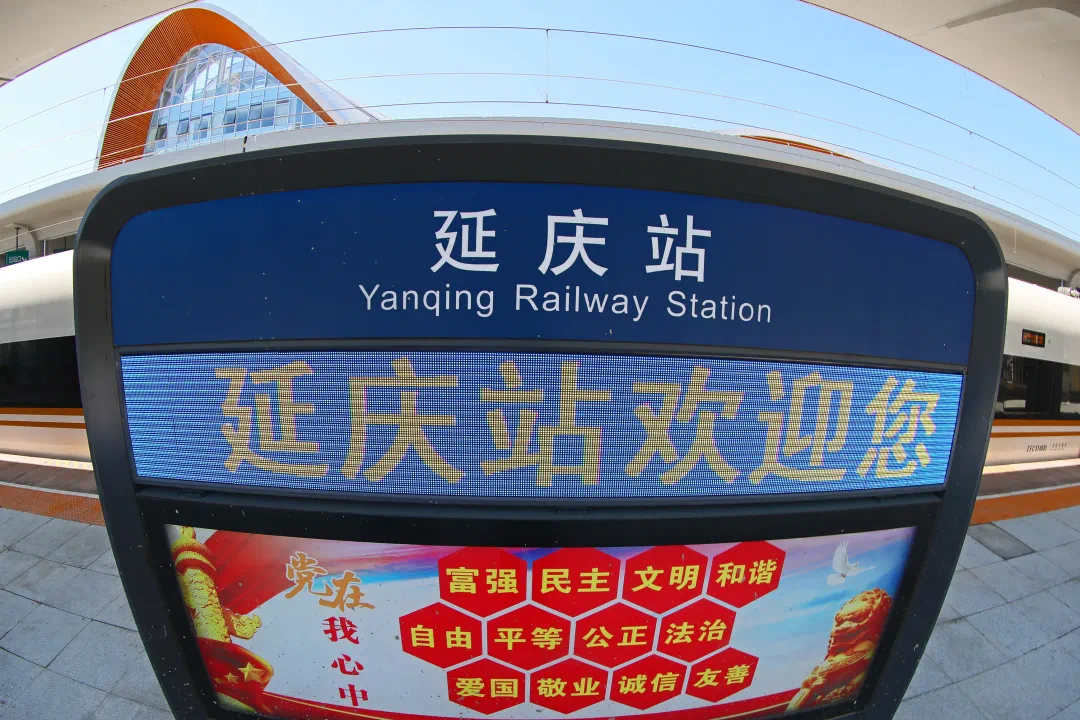 延庆站
Yanqing Railway Station
延庆站欢迎您
党在我心中
富强 民主 文明 和谐
自由 平等 公正 法治
爱国 敬业 诚信 友善